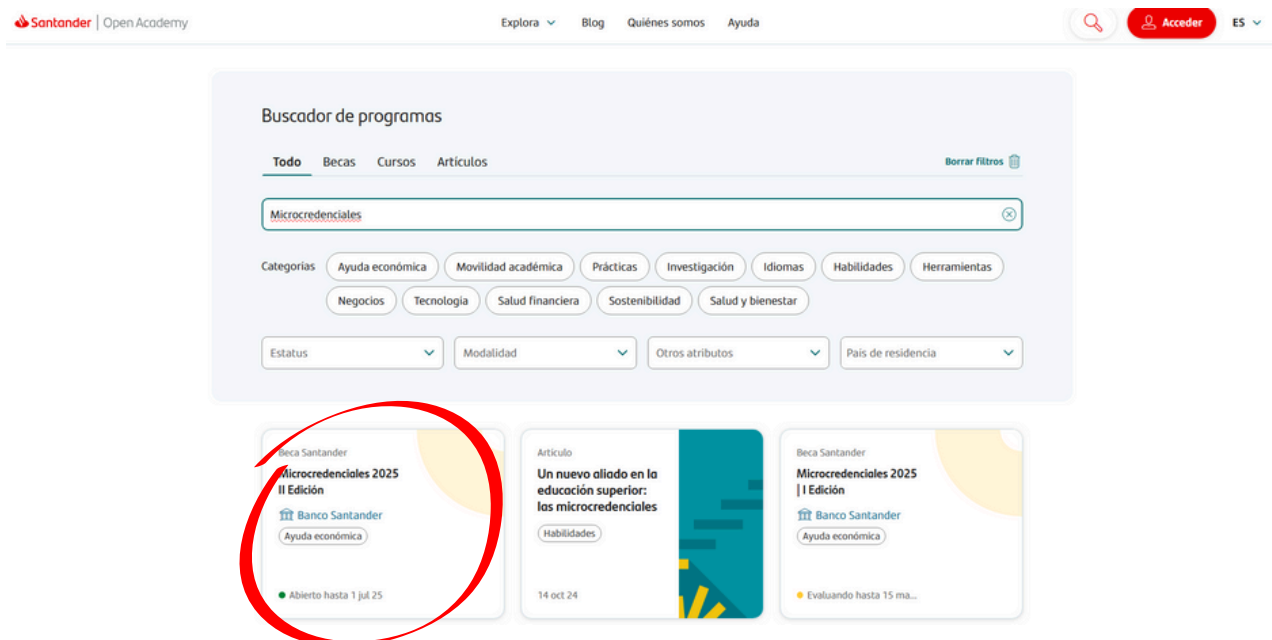 Santander | Open Academy
Explora
Blog
Quiénes somos
Ayuda
Acceder
ES
Buscador de programas
Todo
Becas
Cursos
Artículos
Borrar filtros
Microcredenciales
Categorías
Ayuda económica
Movilidad académica
Prácticas
Investigación
Idiomas
Habilidades
Herramientas
Negocios
Tecnología
Salud financiera
Sostenibilidad
Salud y bienestar
Estatus
Modalidad
Otros atributos
País de residencia
Beca Santander
Microcredenciales 2025
II Edición
Banco Santander
Ayuda económica
Abierto hasta 1 jul 25
Artículo
Un nuevo aliado en la
educación superior:
las microcredenciales
Habilidades
14 oct 24
Beca Santander
Microcredenciales 2025
| I Edición
Banco Santander
Ayuda económica
Evaluando hasta 15 ma...